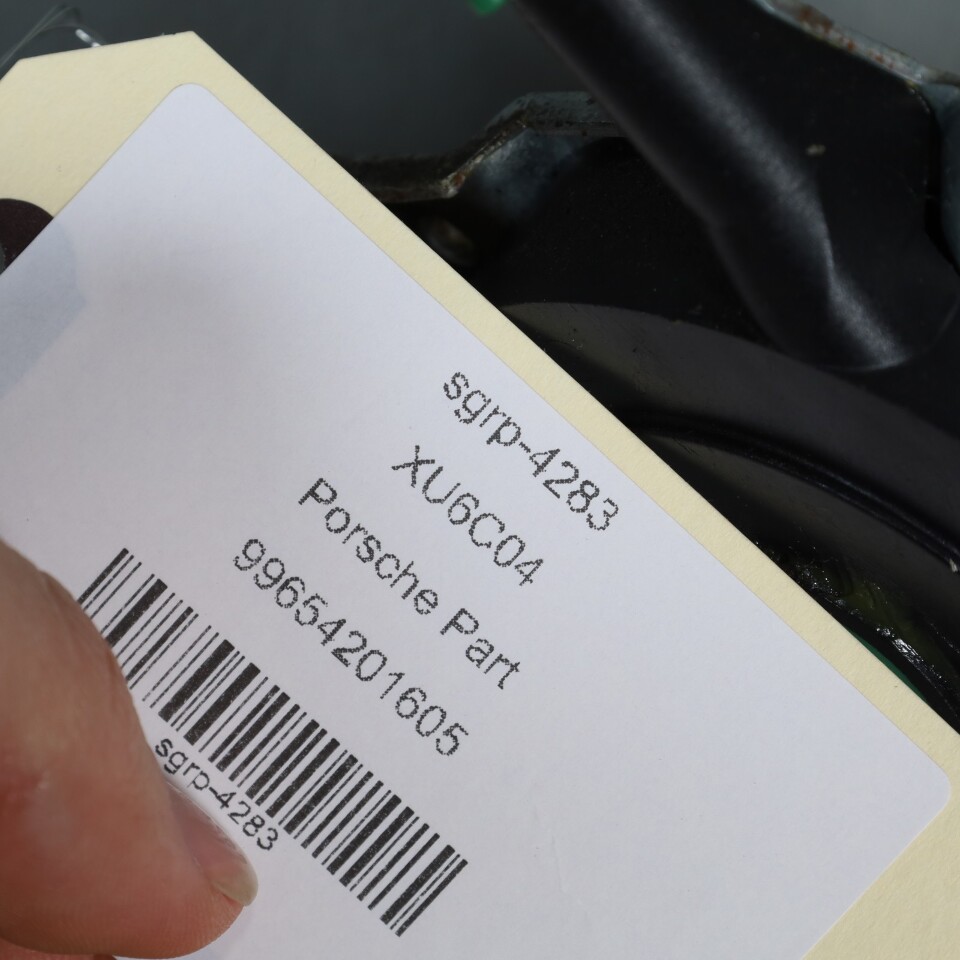 sgrp-4283
XU6C04
Porsche Part
99654201605
sgrp-4283